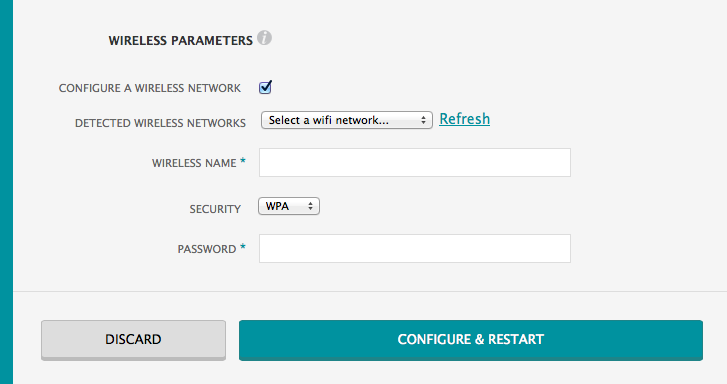 WIRELESS PARAMETERS i
CONFIGURE A WIRELESS NETWORK
DETECTED WIRELESS NETWORKS Select a wifi network... Refresh
WIRELESS NAME *
SECURITY WPA
PASSWORD *
DISCARD CONFIGURE & RESTART